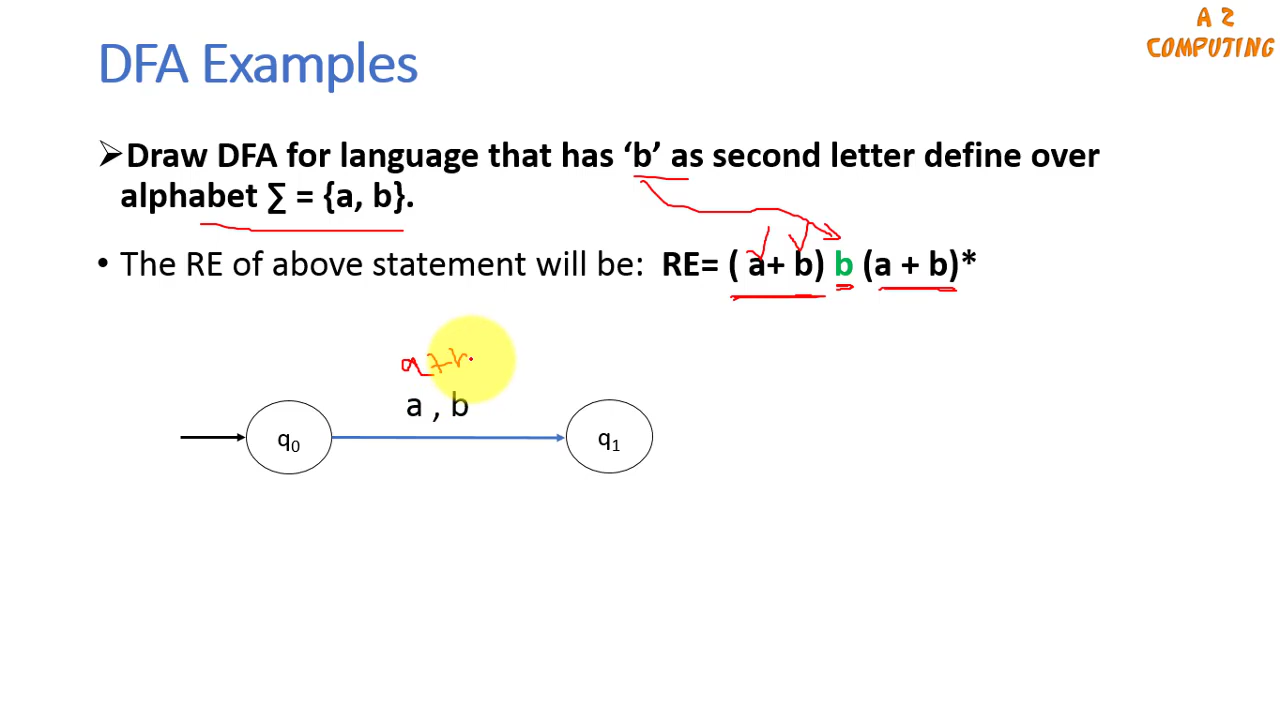 A Z
COMPUTING
DFA Examples
➢Draw DFA for language that has ‘b’ as second letter define over
alphabet ∑ = {a, b}.
• The RE of above statement will be: RE= ( a+ b) b (a + b)*
a , b
q0
q1